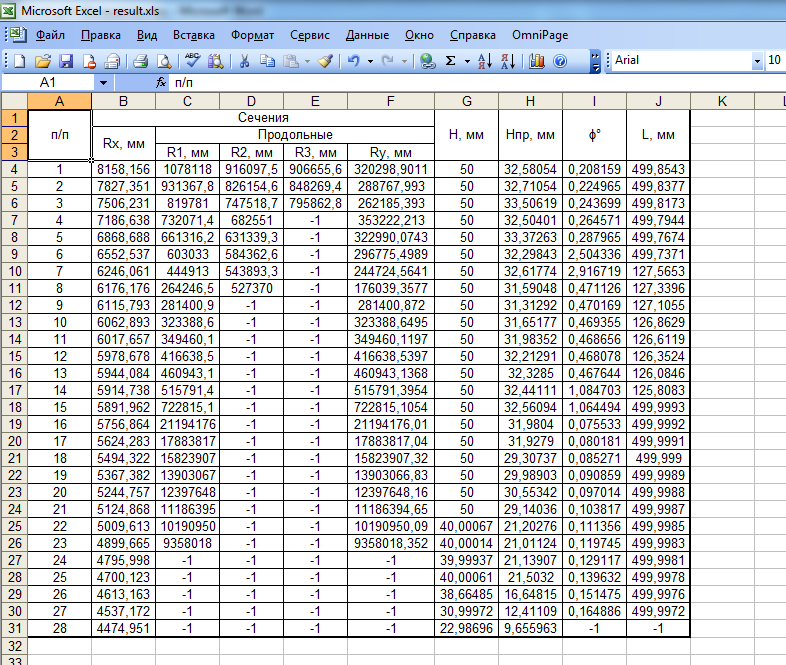 Microsoft Excel - result.xls
Файл Правка Вид Вставка Формат Сервис Данные Окно Справка OmniPage
Arial 10
A1 fx п/п
A B C D E F G H I J K L
1 Сечения
2 п/п Rx, мм Продольные H, мм Hпр, мм ϕ° L, мм
3 R1, мм R2, мм R3, мм Ry, мм
4 1 8158,156 1078118 916097,5 906655,6 320298,9011 50 32,58054 0,208159 499,8543
5 2 7827,351 931367,8 826154,6 848269,4 288767,993 50 32,71054 0,224965 499,8377
6 3 7506,231 819781 747518,7 795862,8 262185,393 50 33,50619 0,243699 499,8173
7 4 7186,638 732071,4 682551 -1 353222,213 50 32,50401 0,264571 499,7944
8 5 6868,688 661316,2 631339,3 -1 322990,0743 50 33,37263 0,287965 499,7674
9 6 6552,537 603033 584362,6 -1 296775,4989 50 32,29843 2,504336 499,7371
10 7 6246,061 444913 543893,3 -1 244724,5641 50 32,61774 2,916719 127,5653
11 8 6176,176 264246,5 527370 -1 176039,3577 50 31,59048 0,471126 127,3396
12 9 6115,793 281400,9 -1 -1 281400,872 50 31,31292 0,470169 127,1055
13 10 6062,893 323388,6 -1 -1 323388,6495 50 31,65177 0,469355 126,8629
14 11 6017,657 349460,1 -1 -1 349460,1197 50 31,98352 0,468656 126,6119
15 12 5978,678 416638,5 -1 -1 416638,5397 50 32,21291 0,468078 126,3524
16 13 5944,084 460943,1 -1 -1 460943,1368 50 32,3285 0,467644 126,0846
17 14 5914,738 515791,4 -1 -1 515791,3954 50 32,44111 1,084703 125,8083
18 15 5891,962 722815,1 -1 -1 722815,1054 50 32,56094 1,064494 499,9993
19 16 5756,864 21194176 -1 -1 21194176,01 50 31,9804 0,075533 499,9992
20 17 5624,283 17883817 -1 -1 17883817,04 50 31,9279 0,080181 499,9991
21 18 5494,322 15823907 -1 -1 15823907,32 50 29,30737 0,085271 499,999
22 19 5367,382 13903067 -1 -1 13903066,83 50 29,98903 0,090859 499,9989
23 20 5244,757 12397648 -1 -1 12397648,16 50 30,55342 0,097014 499,9988
24 21 5124,868 11186395 -1 -1 11186394,65 50 29,14036 0,103817 499,9987
25 22 5009,613 10190950 -1 -1 10190950,09 40,00067 21,20276 0,111356 499,9985
26 23 4899,665 9358018 -1 -1 9358018,352 40,00014 21,01124 0,119745 499,9983
27 24 4795,998 -1 -1 -1 -1 39,99937 21,13907 0,129117 499,9981
28 25 4700,123 -1 -1 -1 -1 40,00061 21,5032 0,139632 499,9978
29 26 4613,163 -1 -1 -1 -1 38,66485 16,64815 0,151475 499,9976
30 27 4537,172 -1 -1 -1 -1 30,99972 12,41109 0,164886 499,9972
31 28 4474,951 -1 -1 -1 -1 22,98696 9,655963 -1 -1
32
33